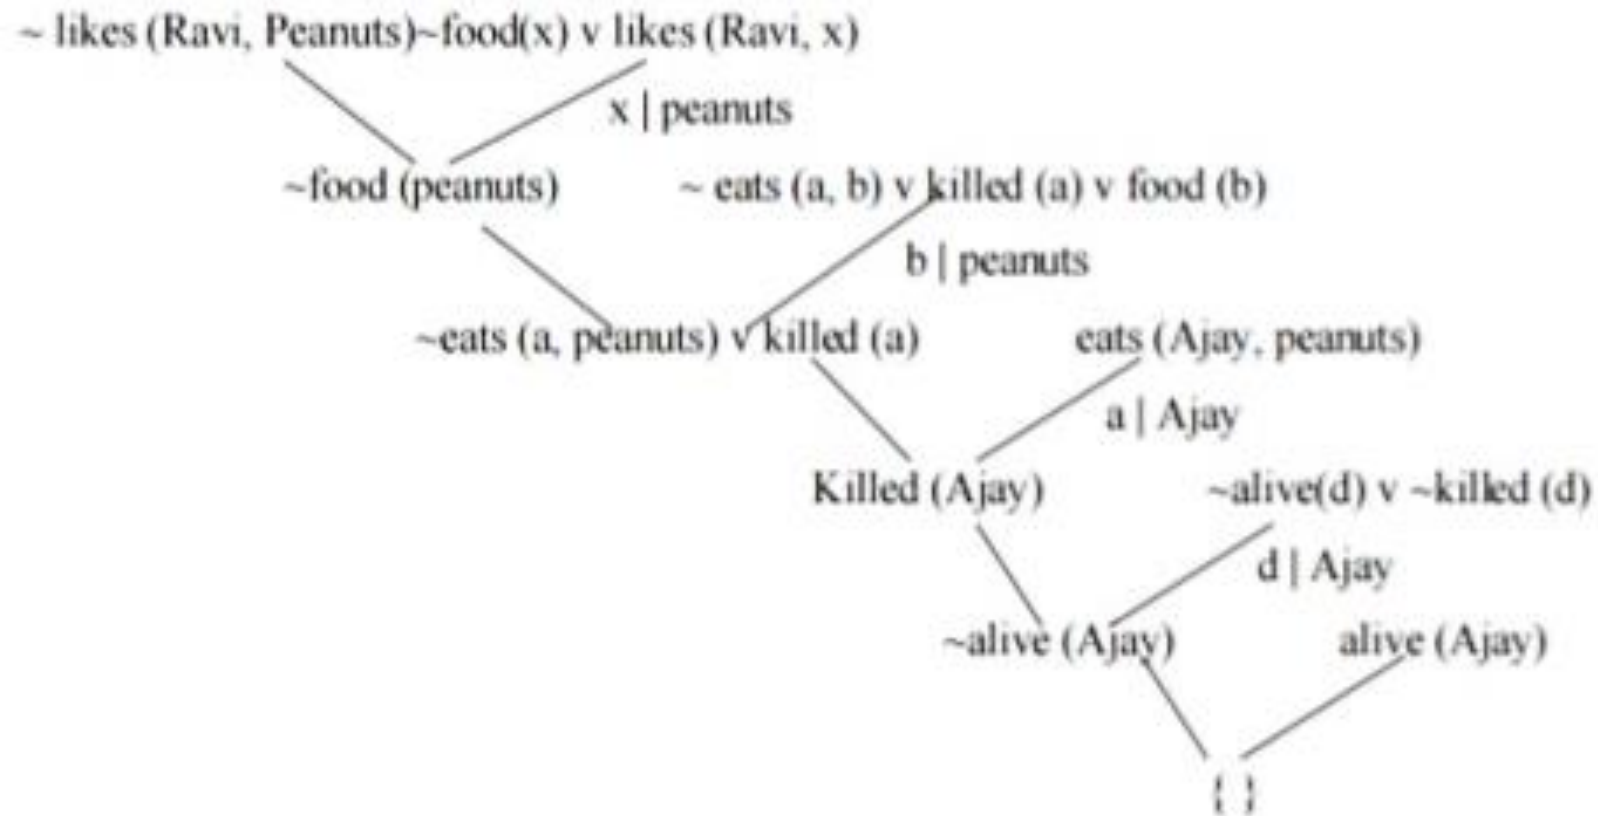 ~ likes (Ravi, Peanuts)~food(x) v likes (Ravi, x)
x | peanuts
~food (peanuts) ~ eats (a, b) v killed (a) v food (b)
b | peanuts
~eats (a, peanuts) v killed (a) eats (Ajay, peanuts)
a | Ajay
Killed (Ajay) ~alive(d) v ~killed (d)
d | Ajay
~alive (Ajay) alive (Ajay)
{ }